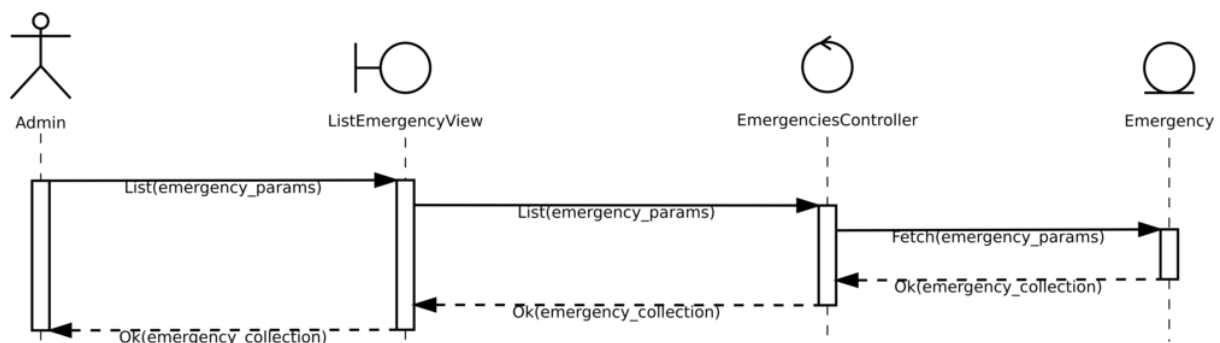 Admin
ListEmergencyView
EmergenciesController
Emergency
List(emergency_params)
List(emergency_params)
Fetch(emergency_params)
Ok(emergency_collection)
Ok(emergency_collection)
Ok(emergency_collection)